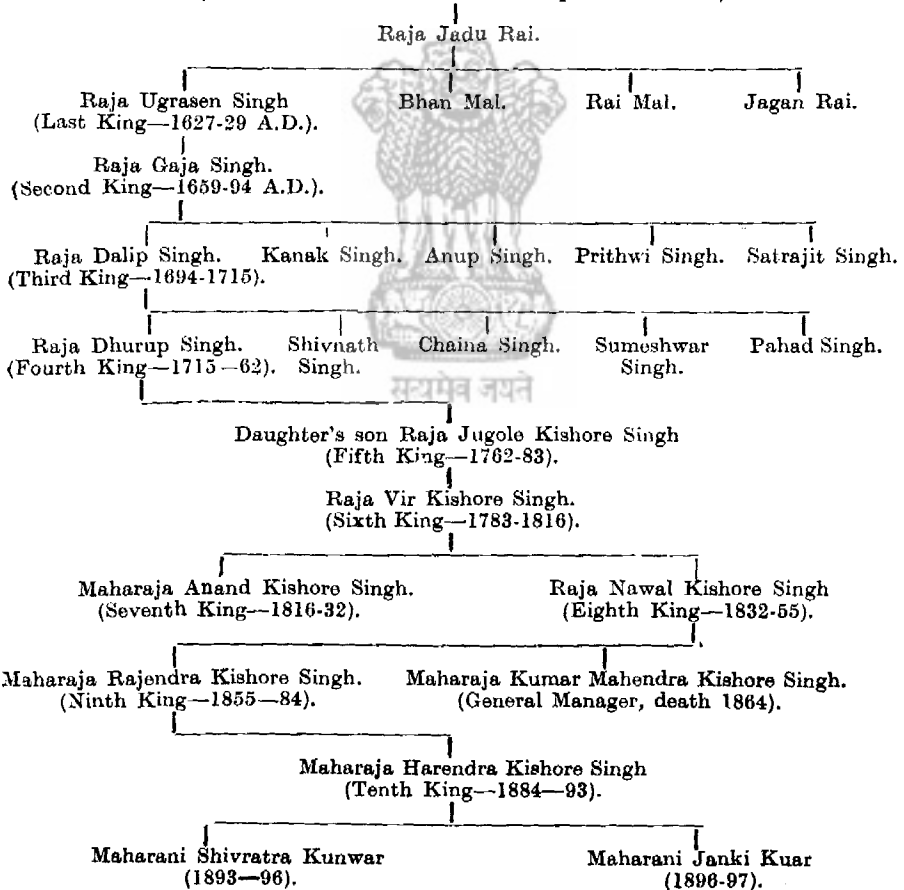 Raja Jadu Rai.
Raja Ugrasen Singh Bhan Mal. Rai Mal. Jagan Rai.
(Last King—1627-29 A.D.).
Raja Gaja Singh.
(Second King—1659-94 A.D.).
Raja Dalip Singh. Kanak Singh. Anup Singh. Prithwi Singh. Satrajit Singh.
(Third King—1694-1715).
Raja Dhurup Singh. Shivnath Chaina Singh. Sumeshwar Pahad Singh.
(Fourth King—1715—62). Singh. Singh.
सत्यमेव जयते
Daughter's son Raja Jugole Kishore Singh
(Fifth King—1762-83).
Raja Vir Kishore Singh.
(Sixth King—1783-1816).
Maharaja Anand Kishore Singh. Raja Nawal Kishore Singh
(Seventh King—1816-32). (Eighth King—1832-55).
Maharaja Rajendra Kishore Singh. Maharaja Kumar Mahendra Kishore Singh.
(Ninth King—1855—84). (General Manager, death 1864).
Maharaja Harendra Kishore Singh
(Tenth King—1884—93).
Maharani Shivratra Kunwar Maharani Janki Kuar
(1893—96). (1896-97).